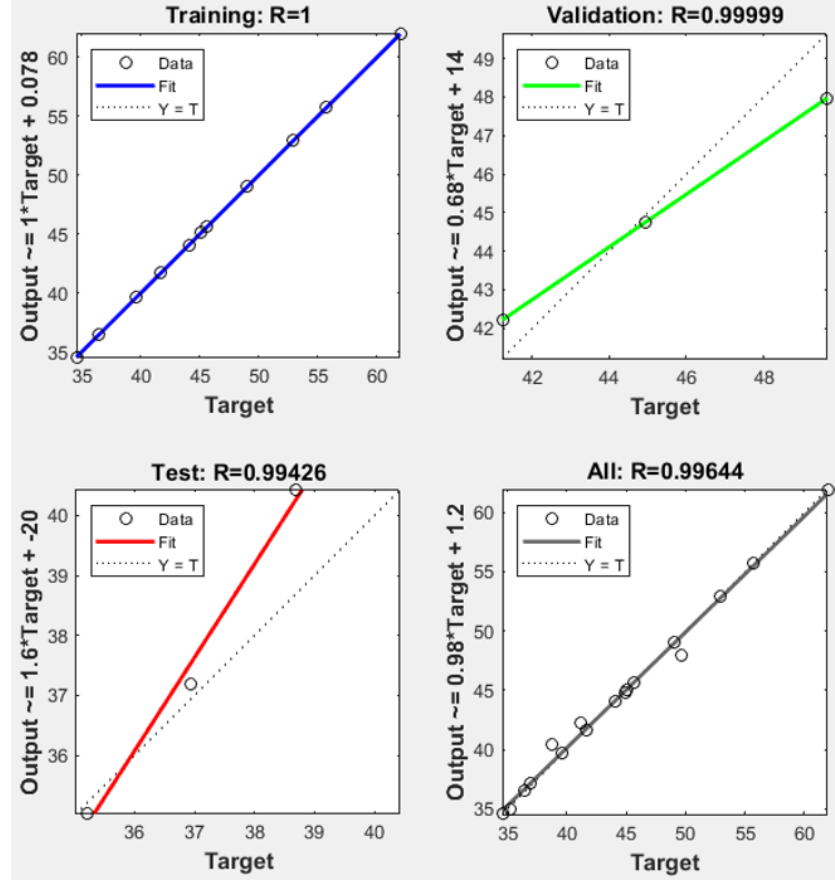 Training: R=1
Output ~= 1*Target + 0.078
60
55
50
45
40
35
Data
Fit
Y = T
35 40 45 50 55 60
Target
Validation: R=0.99999
Output ~= 0.68*Target + 14
48
47
46
45
44
43
42
Data
Fit
Y = T
42 44 46 48
Target
Test: R=0.99426
Output ~= 1.6*Target + -20
40
39
38
37
36
Data
Fit
Y = T
36 37 38 39 40
Target
All: R=0.99644
Output ~= 0.98*Target + 1.2
60
55
50
45
40
35
Data
Fit
Y = T
35 40 45 50 55 60
Target